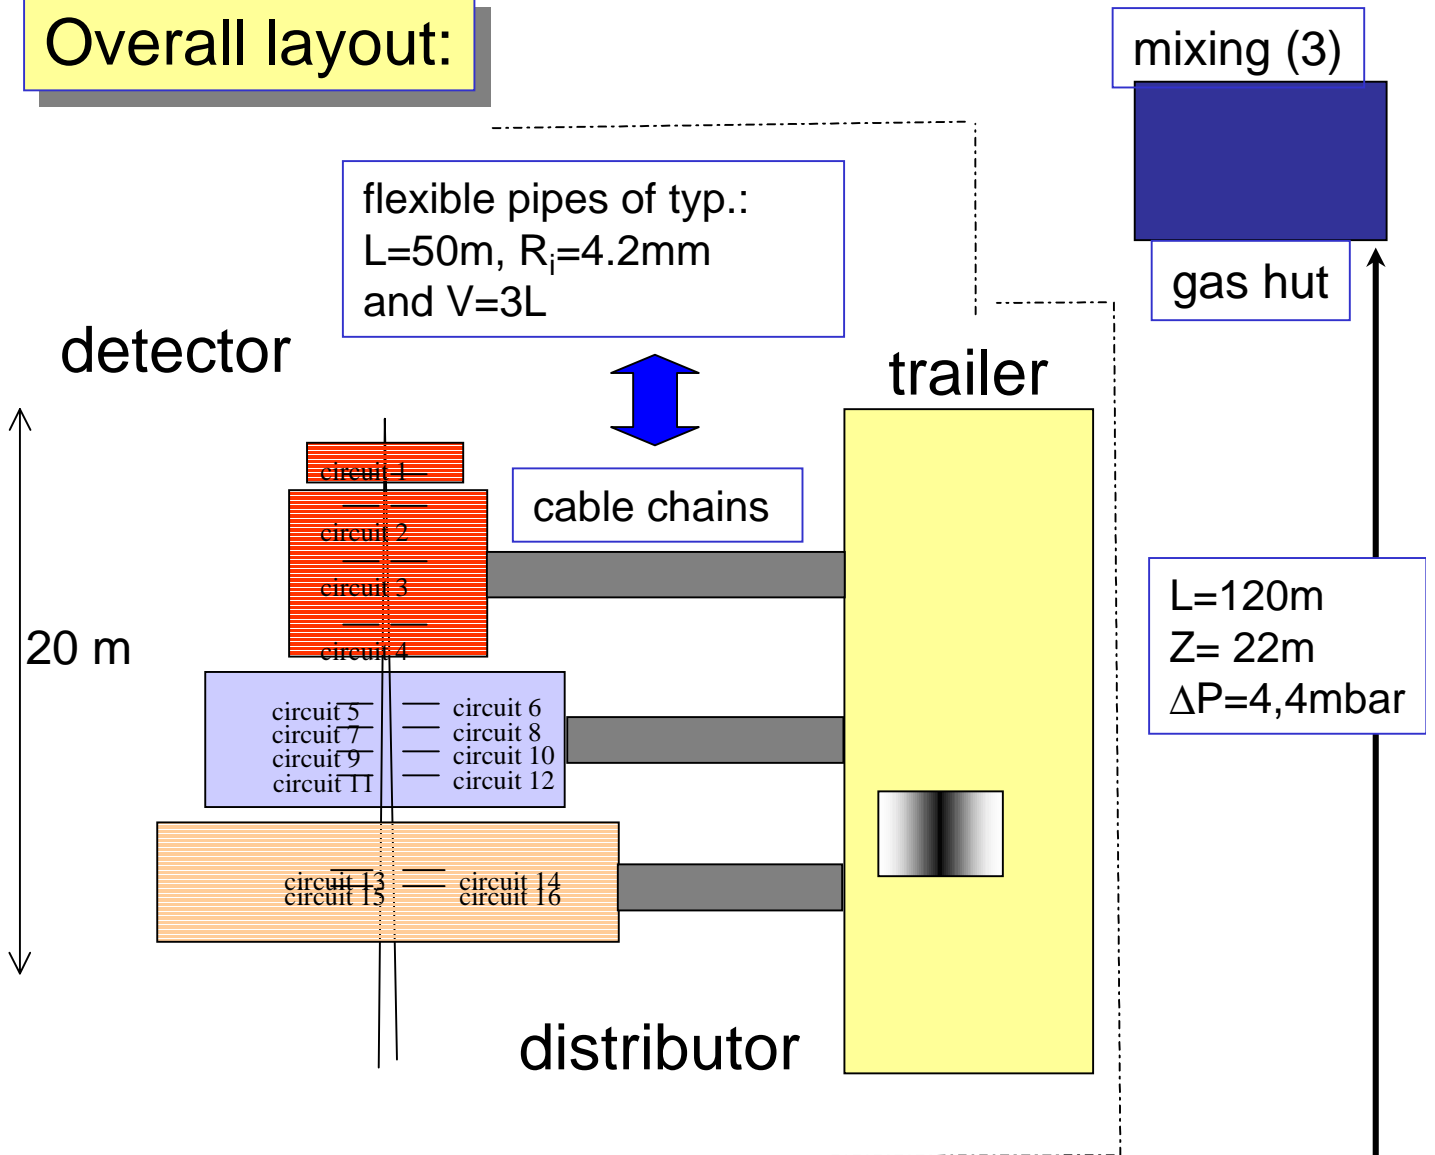 Overall layout:
mixing (3)
flexible pipes of typ.:
L=50m, Ri=4.2mm
and V=3L
gas hut
detector
trailer
circuit 1
cable chains
circuit 2
circuit 3
L=120m
20 m
Z= 22m
circuit 4
ΔP=4,4mbar
circuit 5
circuit 6
circuit 7
circuit 8
circuit 9
circuit 10
circuit 11
circuit 12
circuit 13
circuit 14
circuit 15
circuit 16
distributor